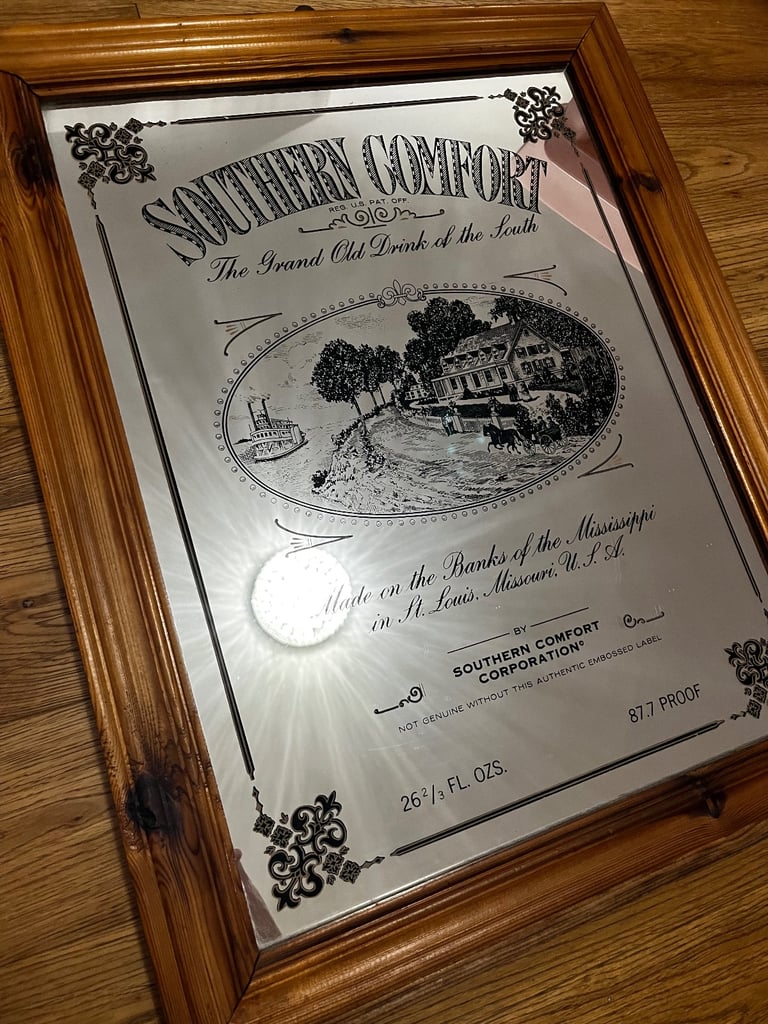 SOUTHERN COMFORT
REG. U.S. PAT. OFF.
The Grand Old Drink of the South
Made on the Banks of the Mississippi
in St. Louis, Missouri, U.S.A.
BY
SOUTHERN COMFORT
CORPORATION®
NOT GENUINE WITHOUT THIS AUTHENTIC EMBOSSED LABEL
26 2/3 FL. OZS.
87.7 PROOF